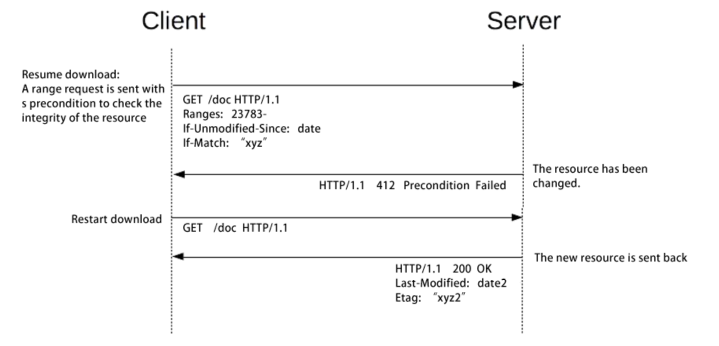 Client
Server
Resume download:
A range request is sent with
s precondition to check the
integrity of the resource
GET /doc HTTP/1.1
Ranges: 23783-
If-Unmodified-Since: date
If-Match: "xyz"
The resource has been
changed.
HTTP/1.1 412 Precondition Failed
Restart download
GET /doc HTTP/1.1
The new resource is sent back
HTTP/1.1 200 OK
Last-Modified: date2
Etag: "xyz2"